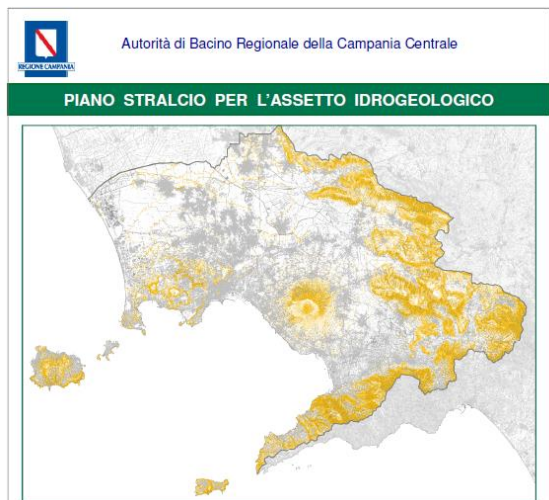 Autorità di Bacino Regionale della Campania Centrale
REGIONE CAMPANIA
PIANO STRALCIO PER L'ASSETTO IDROGEOLOGICO